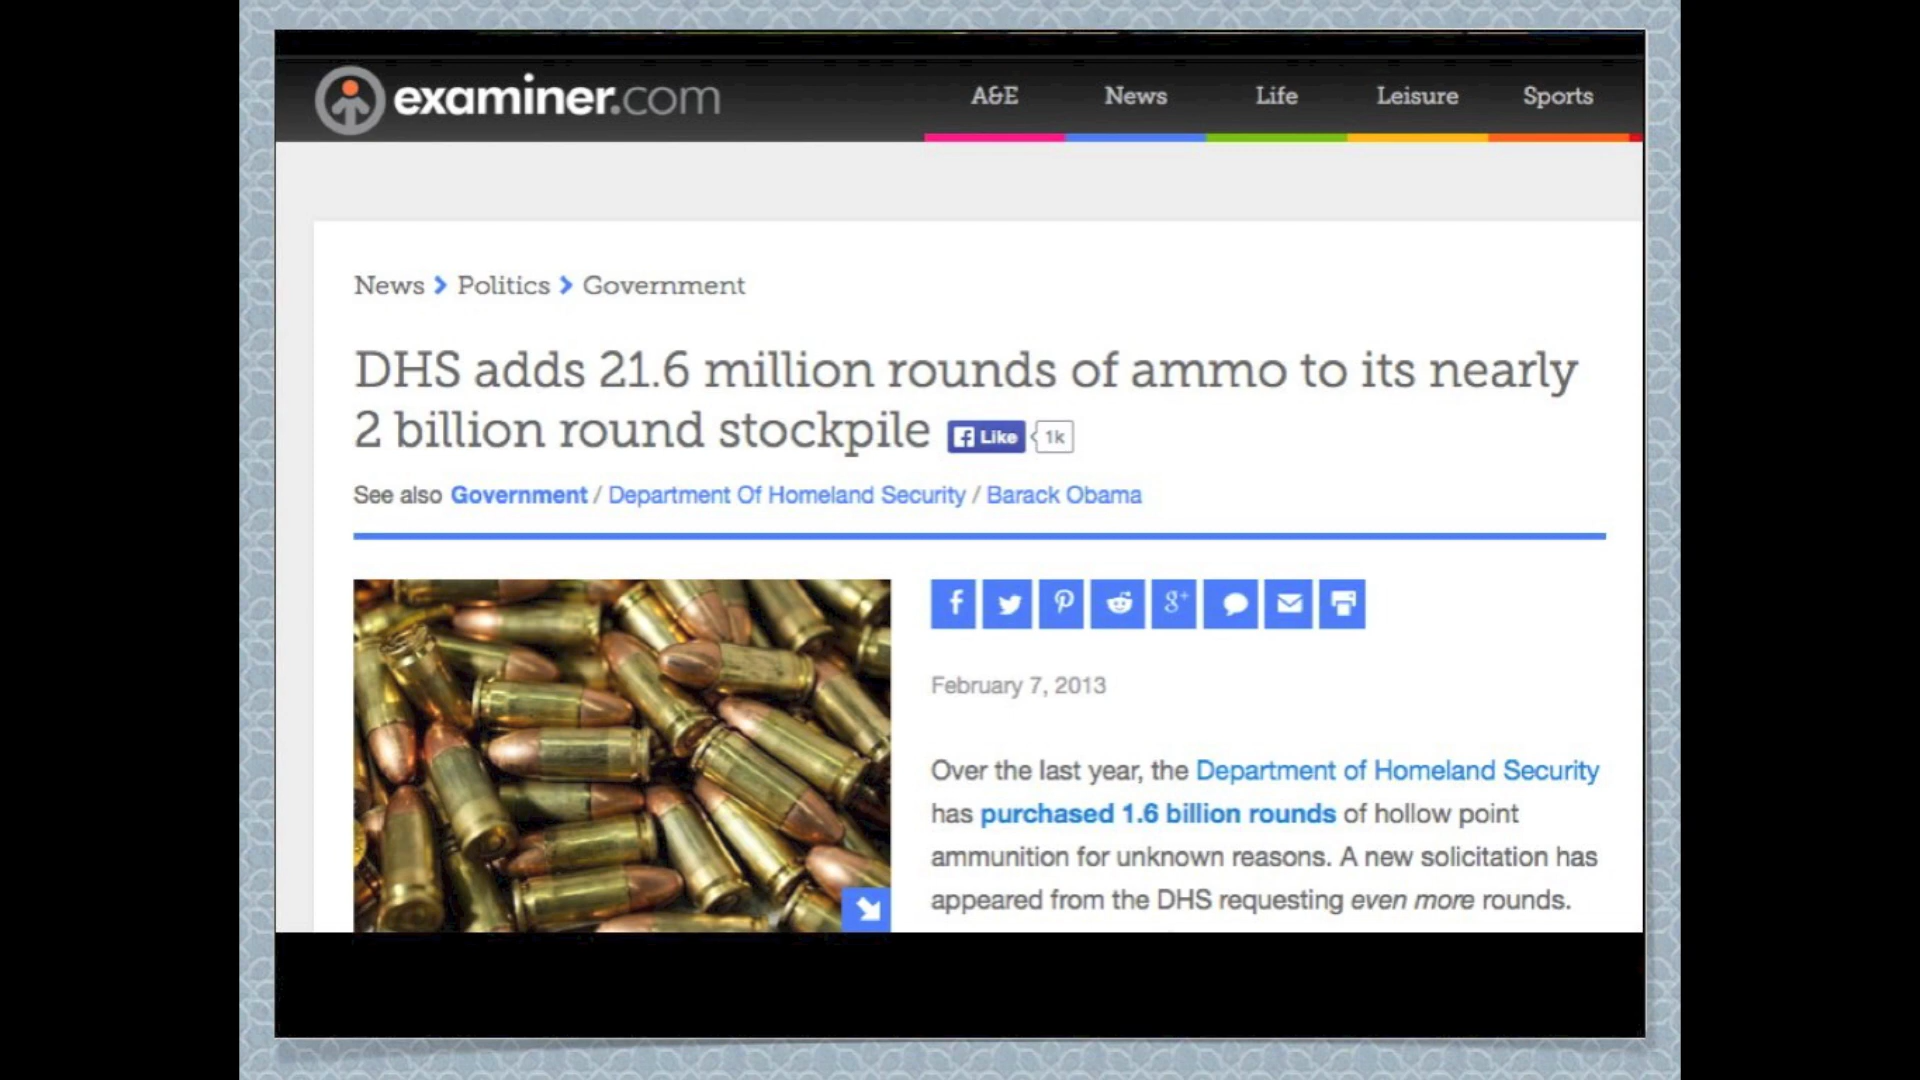 examiner.com
A&E News Life Leisure Sports
News > Politics > Government
DHS adds 21.6 million rounds of ammo to its nearly
2 billion round stockpile Like 1k
See also Government / Department Of Homeland Security / Barack Obama
February 7, 2013
Over the last year, the Department of Homeland Security
has purchased 1.6 billion rounds of hollow point
ammunition for unknown reasons. A new solicitation has
appeared from the DHS requesting even more rounds.